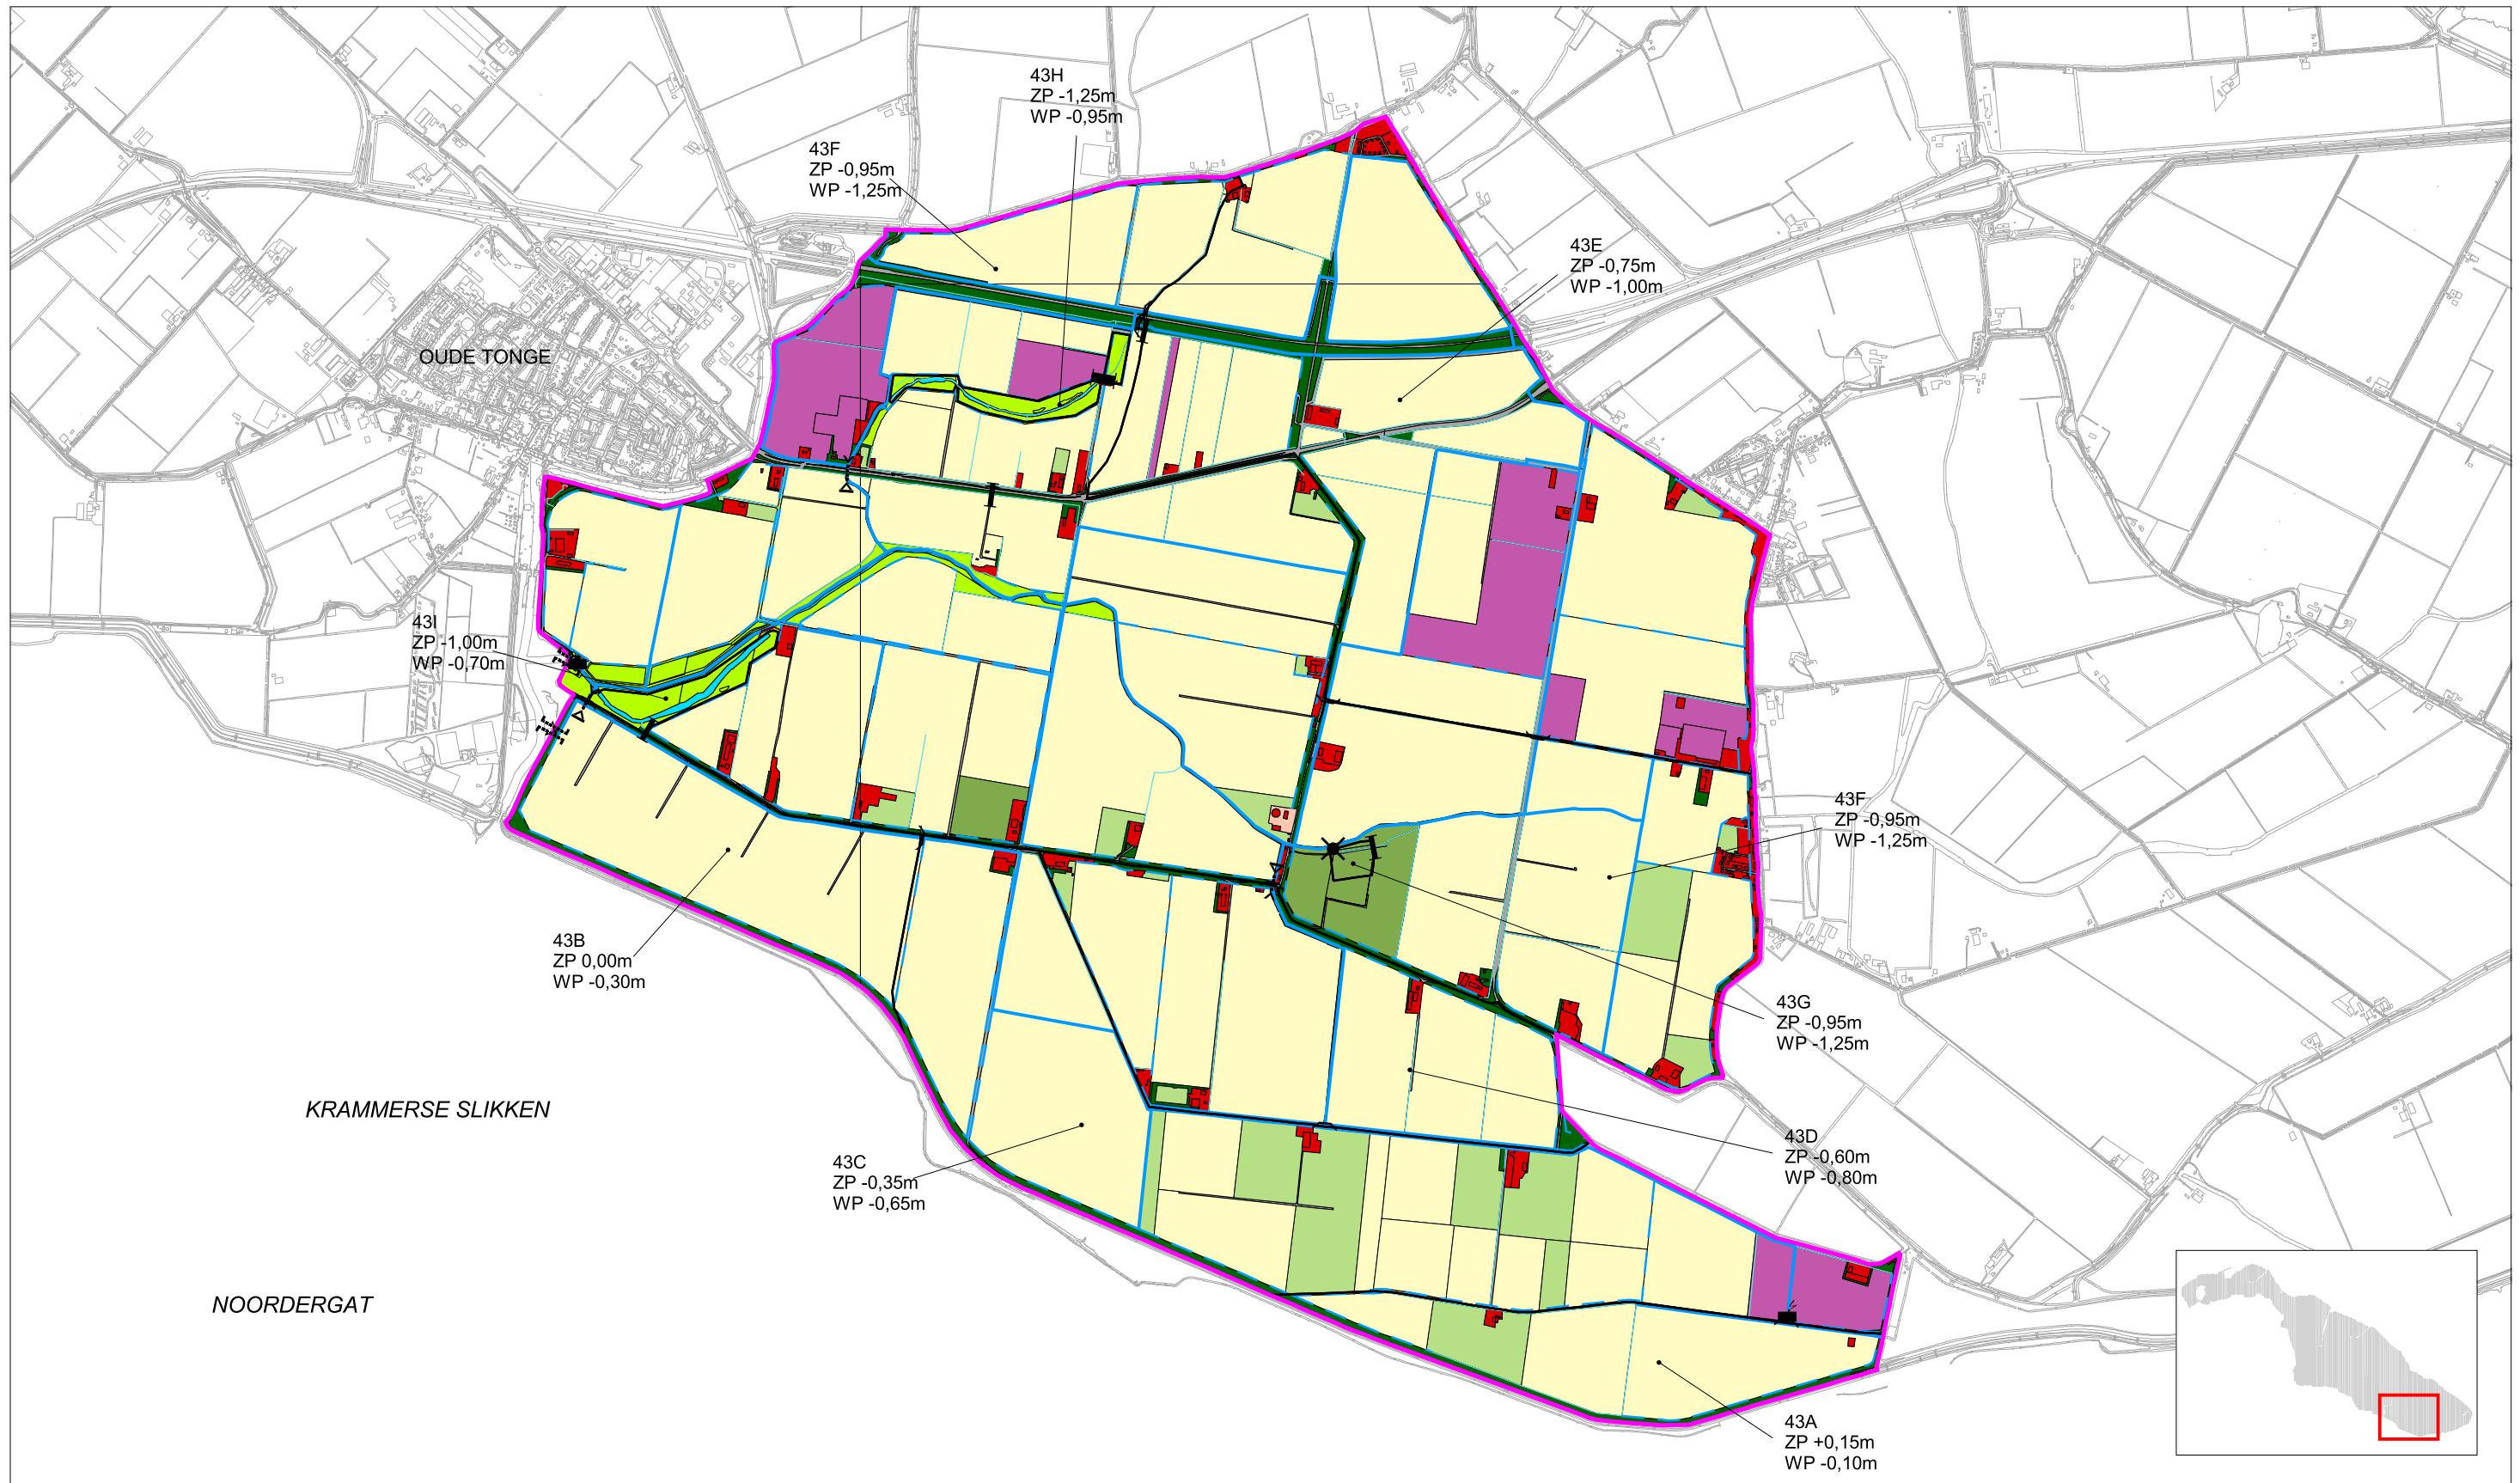 43H
ZP -1,25m
WP -0,95m
43F
ZP -0,95m
WP -1,25m
43E
ZP -0,75m
WP -1,00m
OUDE TONGE
43I
ZP -1,00m
WP -0,70m
43F
ZP -0,95m
WP -1,25m
43B
ZP 0,00m
WP -0,30m
43G
ZP -0,95m
WP -1,25m
KRAMMERSE SLIKKEN
43D
ZP -0,60m
WP -0,80m
43C
ZP -0,35m
WP -0,65m
NOORDERGAT
43A
ZP +0,15m
WP -0,10m